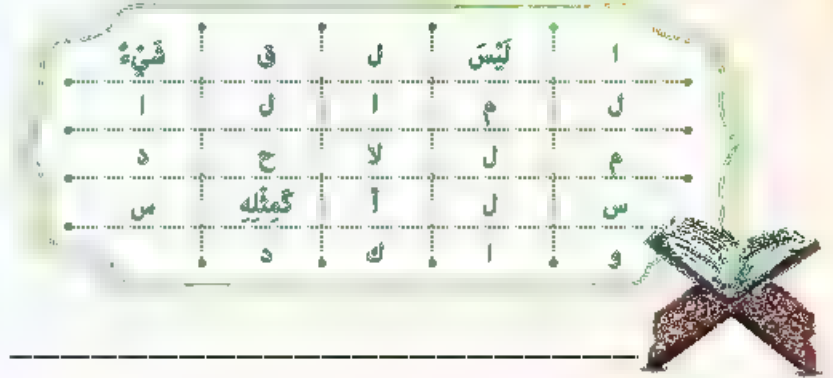 ا لَيْسَ ل ق شَيْءٌ
ل م ا ل ا
م ل لا ح د
س ل أ كَمِثْلِهِ س
و ا ك د